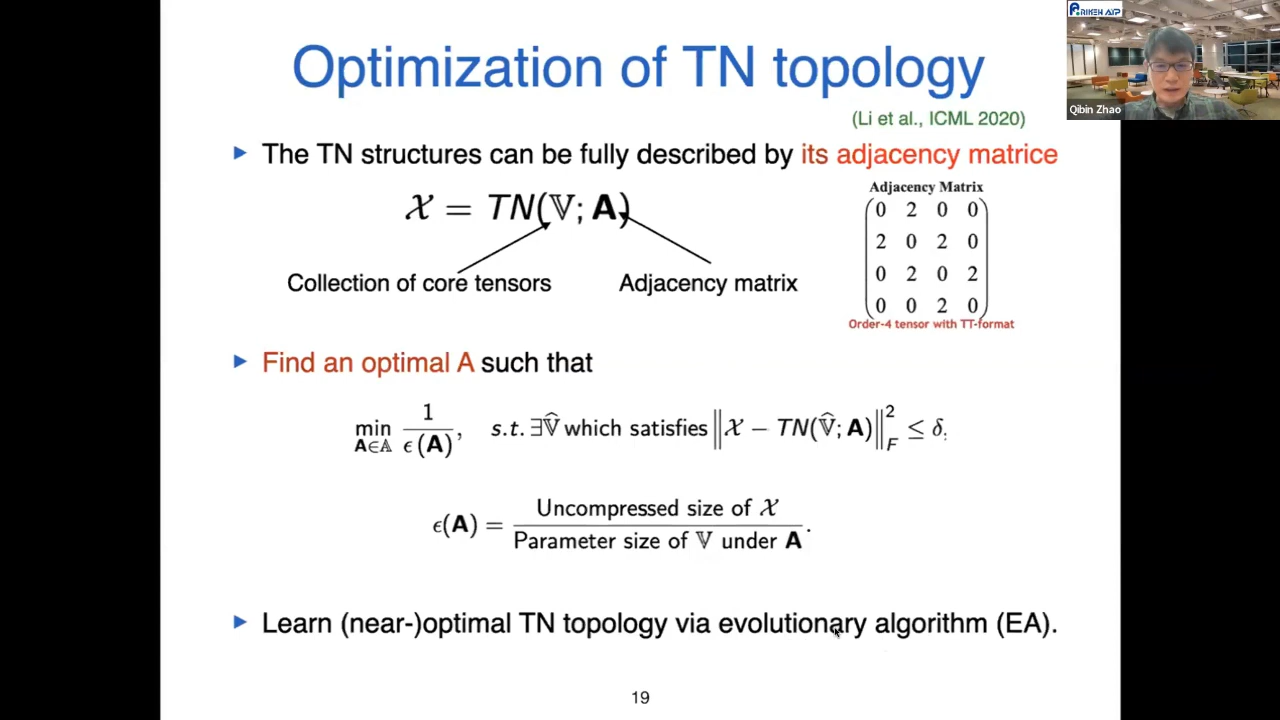 RIKEN AIP
Qibin Zhao
Optimization of TN topology
(Li et al., ICML 2020)
The TN structures can be fully described by its adjacency matrice
𝒳 = TN(𝕍; A)
Collection of core tensors
Adjacency matrix
Adjacency Matrix
0 2 0 0
2 0 2 0
0 2 0 2
0 0 2 0
Order-4 tensor with TT-format
Find an optimal A such that
min_{A∈𝔸} 1/ϵ(A), s.t. ∃𝕍̂ which satisfies ‖𝒳 − TN(𝕍̂; A)‖²_F ≤ δ;
ϵ(A) = Uncompressed size of 𝒳 / Parameter size of 𝕍 under A.
Learn (near-)optimal TN topology via evolutionary algorithm (EA).
19